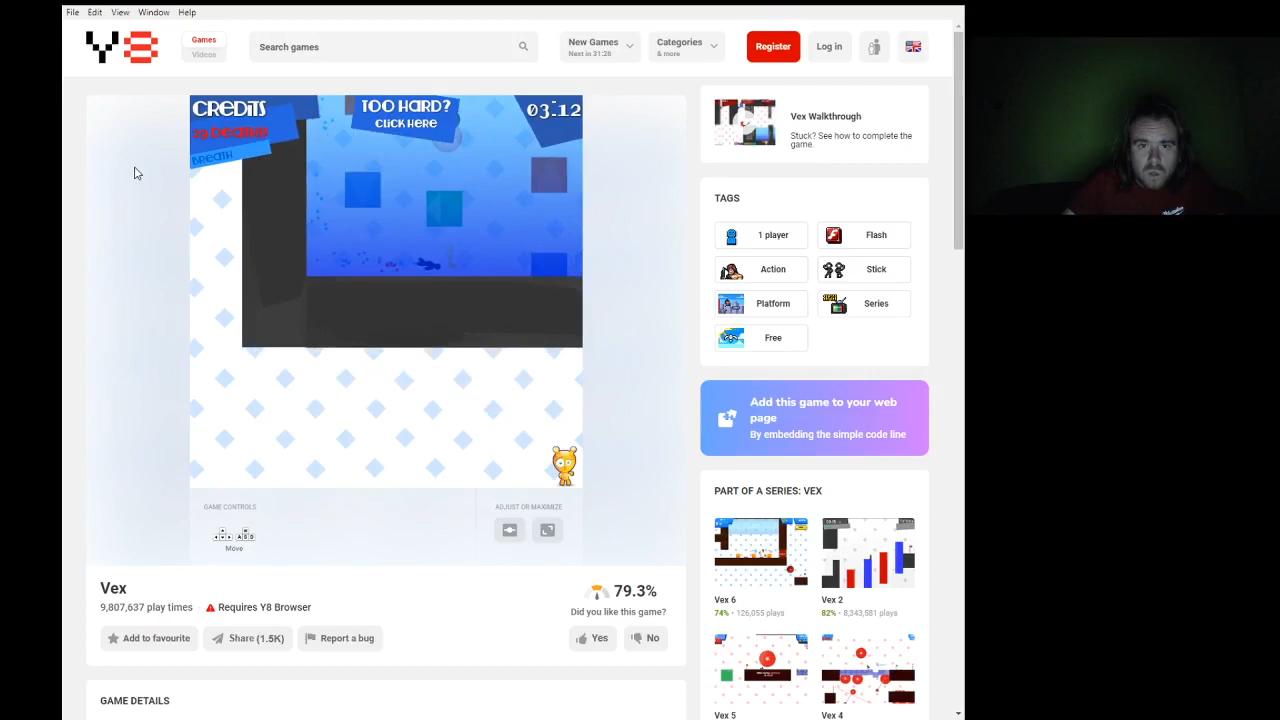 File Edit View Window Help
Y8
Games
Videos
Search games
New Games
Next in 31:26
Categories
& more
Register
Log in
CREDITS
BREATH
TOO HARD?
CLICK HERE
03:12
GAME CONTROLS
Move
ADJUST OR MAXIMIZE
Vex
9,807,637 play times
Requires Y8 Browser
79.3%
Did you like this game?
Add to favourite
Share (1.5K)
Report a bug
Yes
No
GAME DETAILS
Vex Walkthrough
Stuck? See how to complete the
game.
TAGS
1 player
Flash
Action
Stick
Platform
Series
Free
Add this game to your web
page
By embedding the simple code line
PART OF A SERIES: VEX
Vex 6
74% • 126,055 plays
Vex 2
82% • 8,343,581 plays
Vex 5
Vex 4